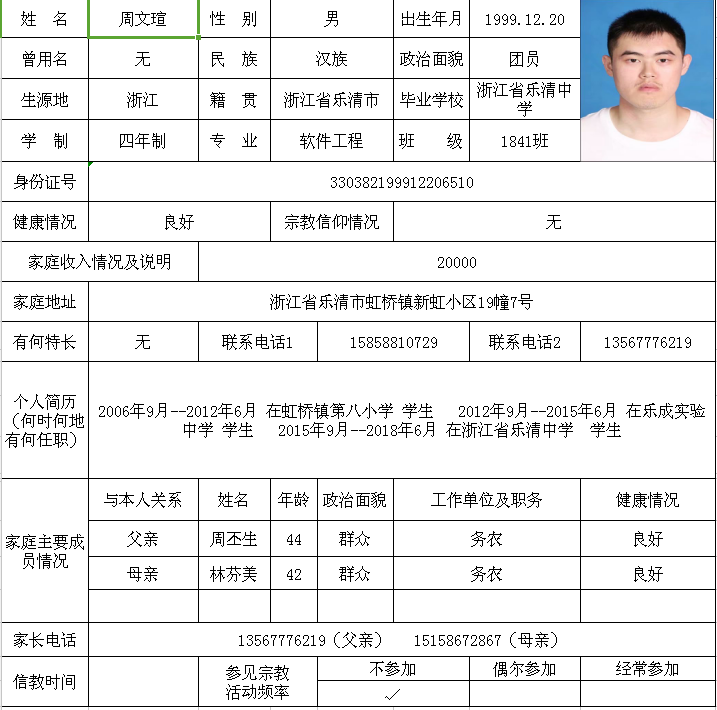 姓　名　周文瑄　性　别　男　出生年月　1999.12.20
曾用名　无　民　族　汉族　政治面貌　团员
生源地　浙江　籍　贯　浙江省乐清市　毕业学校　浙江省乐清中学
学　制　四年制　专　业　软件工程　班　级　1841班
身份证号　330382199912206510
健康情况　良好　宗教信仰情况　无
家庭收入情况及说明　20000
家庭地址　浙江省乐清市虹桥镇新虹小区19幢7号
有何特长　无　联系电话1　15858810729　联系电话2　13567776219
个人简历（何时何地有何任职）
2006年9月--2012年6月 在虹桥镇第八小学 学生　2012年9月--2015年6月 在乐成实验
中学 学生　2015年9月--2018年6月 在浙江省乐清中学　学生
家庭主要成员情况
与本人关系　姓名　年龄　政治面貌　工作单位及职务　健康情况
父亲　周丕生　44　群众　务农　良好
母亲　林芬美　42　群众　务农　良好
家长电话　13567776219（父亲）　15158672867（母亲）
信教时间　参见宗教活动频率　不参加　偶尔参加　经常参加
✓